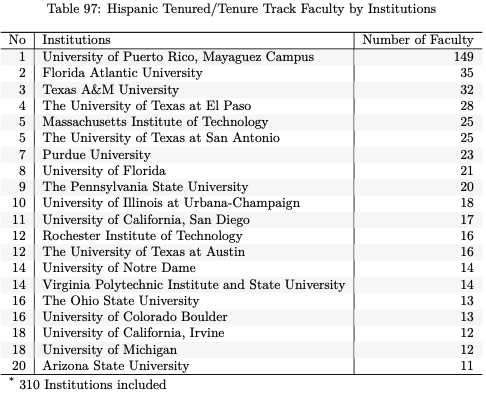 Table 97: Hispanic Tenured/Tenure Track Faculty by Institutions
No Institutions Number of Faculty
1 University of Puerto Rico, Mayaguez Campus 149
2 Florida Atlantic University 35
3 Texas A&M University 32
4 The University of Texas at El Paso 28
5 Massachusetts Institute of Technology 25
5 The University of Texas at San Antonio 25
7 Purdue University 23
8 University of Florida 21
9 The Pennsylvania State University 20
10 University of Illinois at Urbana-Champaign 18
11 University of California, San Diego 17
12 Rochester Institute of Technology 16
12 The University of Texas at Austin 16
14 University of Notre Dame 14
14 Virginia Polytechnic Institute and State University 14
16 The Ohio State University 13
16 University of Colorado Boulder 13
18 University of California, Irvine 12
18 University of Michigan 12
20 Arizona State University 11
* 310 Institutions included